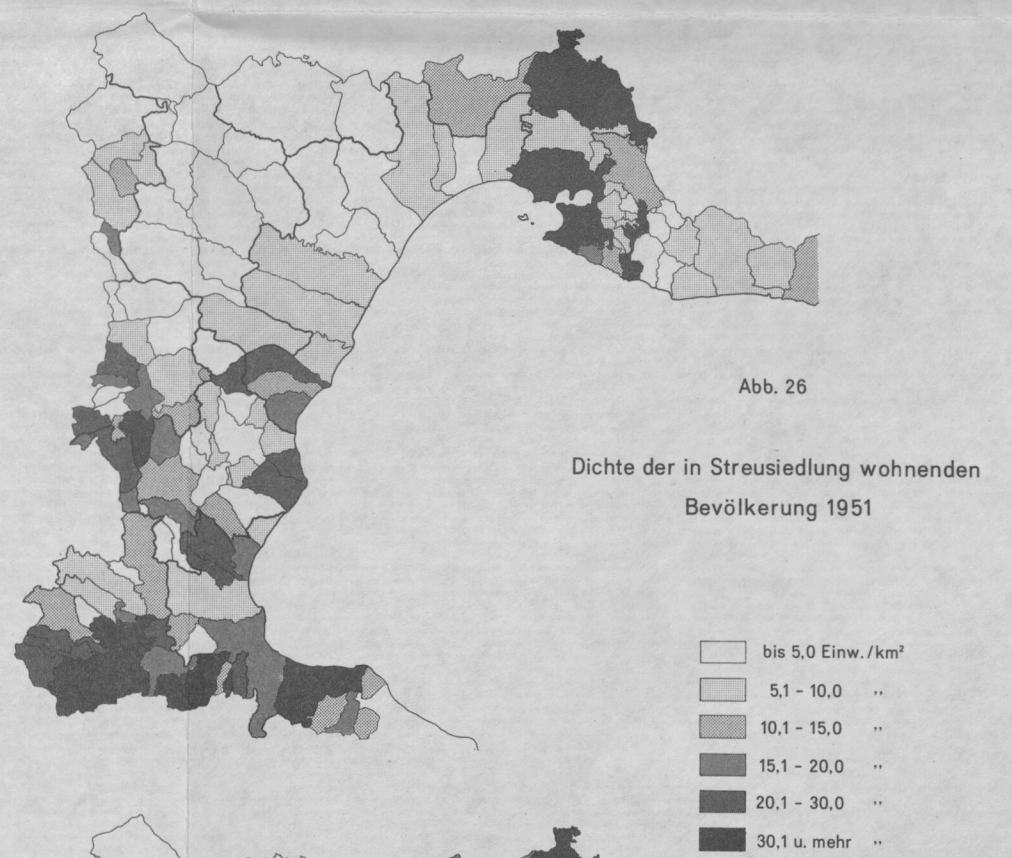 Abb. 26
Dichte der in Streusiedlung wohnenden
Bevölkerung 1951
bis 5,0 Einw./km²
5,1 - 10,0 ,,
10,1 - 15,0 ,,
15,1 - 20,0 ,,
20,1 - 30,0 ,,
30,1 u. mehr ,,